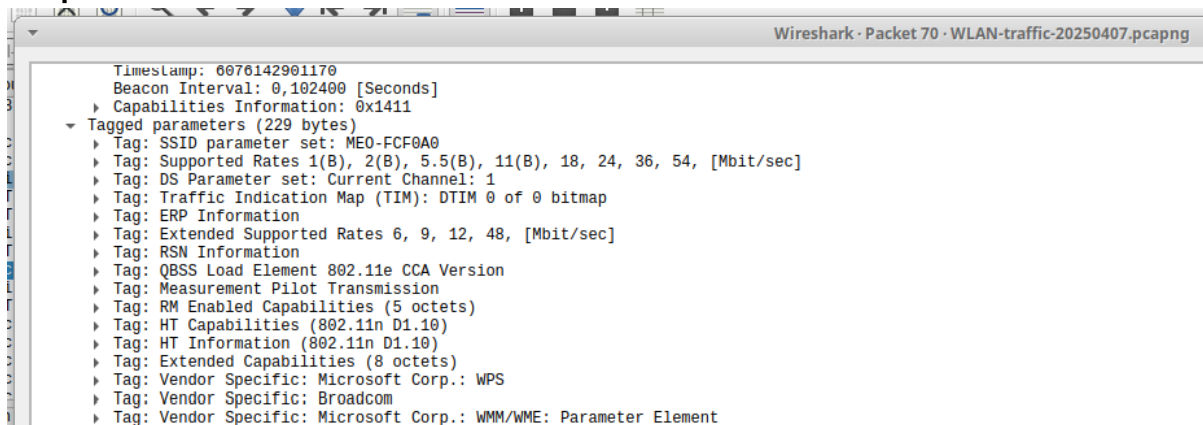 Wireshark · Packet 70 · WLAN-traffic-20250407.pcapng
Timestamp: 6076142901170
Beacon Interval: 0,102400 [Seconds]
Capabilities Information: 0x1411
Tagged parameters (229 bytes)
Tag: SSID parameter set: MEO-FCF0A0
Tag: Supported Rates 1(B), 2(B), 5.5(B), 11(B), 18, 24, 36, 54, [Mbit/sec]
Tag: DS Parameter set: Current Channel: 1
Tag: Traffic Indication Map (TIM): DTIM 0 of 0 bitmap
Tag: ERP Information
Tag: Extended Supported Rates 6, 9, 12, 48, [Mbit/sec]
Tag: RSN Information
Tag: QBSS Load Element 802.11e CCA Version
Tag: Measurement Pilot Transmission
Tag: RM Enabled Capabilities (5 octets)
Tag: HT Capabilities (802.11n D1.10)
Tag: HT Information (802.11n D1.10)
Tag: Extended Capabilities (8 octets)
Tag: Vendor Specific: Microsoft Corp.: WPS
Tag: Vendor Specific: Broadcom
Tag: Vendor Specific: Microsoft Corp.: WMM/WME: Parameter Element